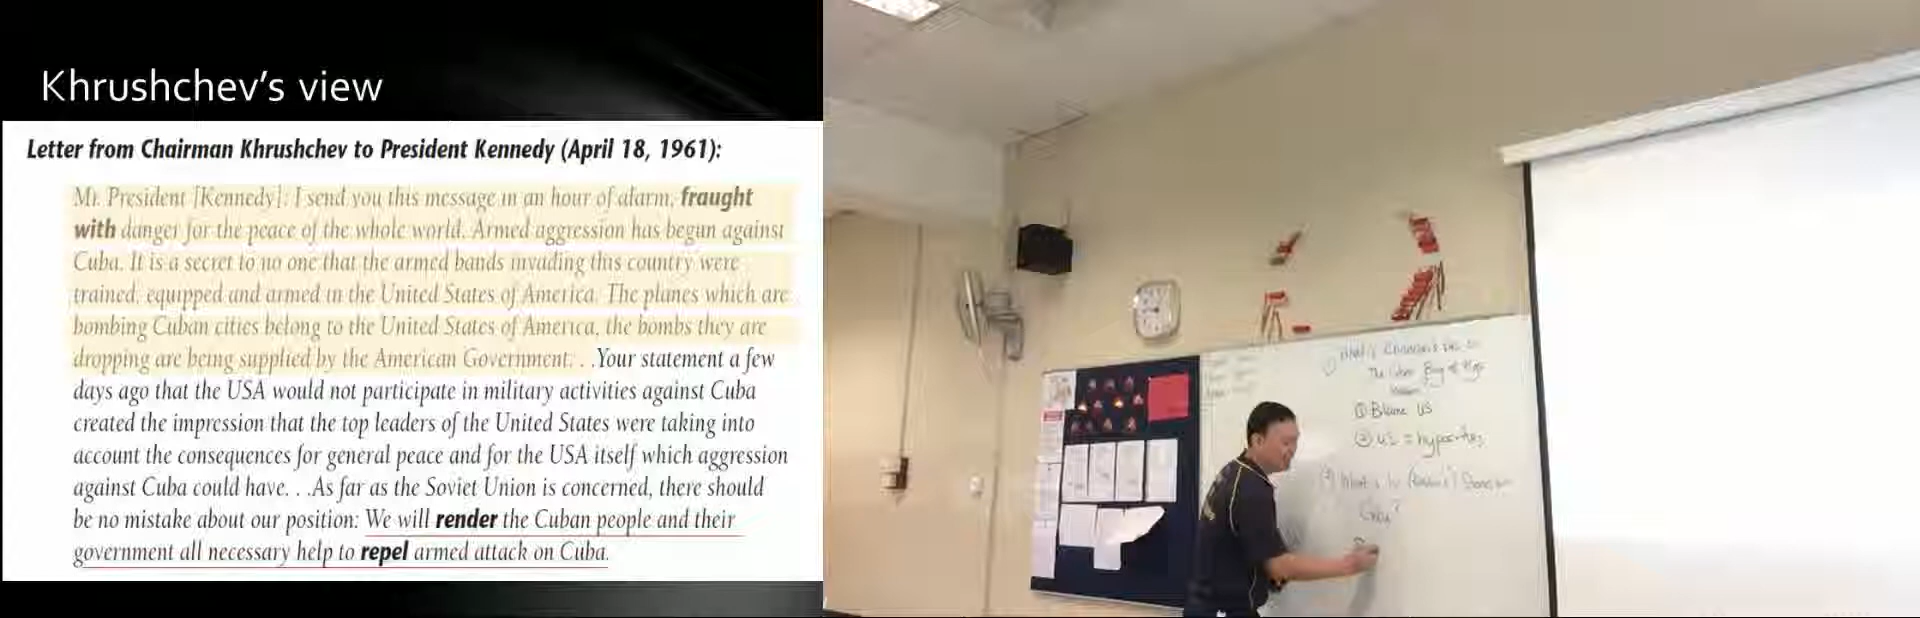 Khrushchev's view
Letter from Chairman Khrushchev to President Kennedy (April 18, 1961):
Mr. President [Kennedy]: I send you this message in an hour of alarm, fraught
with danger for the peace of the whole world. Armed aggression has begun against
Cuba. It is a secret to no one that the armed bands invading this country were
trained, equipped and armed in the United States of America. The planes which are
bombing Cuban cities belong to the United States of America, the bombs they are
dropping are being supplied by the American Government. . .Your statement a few
days ago that the USA would not participate in military activities against Cuba
created the impression that the top leaders of the United States were taking into
account the consequences for general peace and for the USA itself which aggression
against Cuba could have. . .As far as the Soviet Union is concerned, there should
be no mistake about our position: We will render the Cuban people and their
government all necessary help to repel armed attack on Cuba.
What is
The Bay of Pigs
① Blame US
② US =
What is